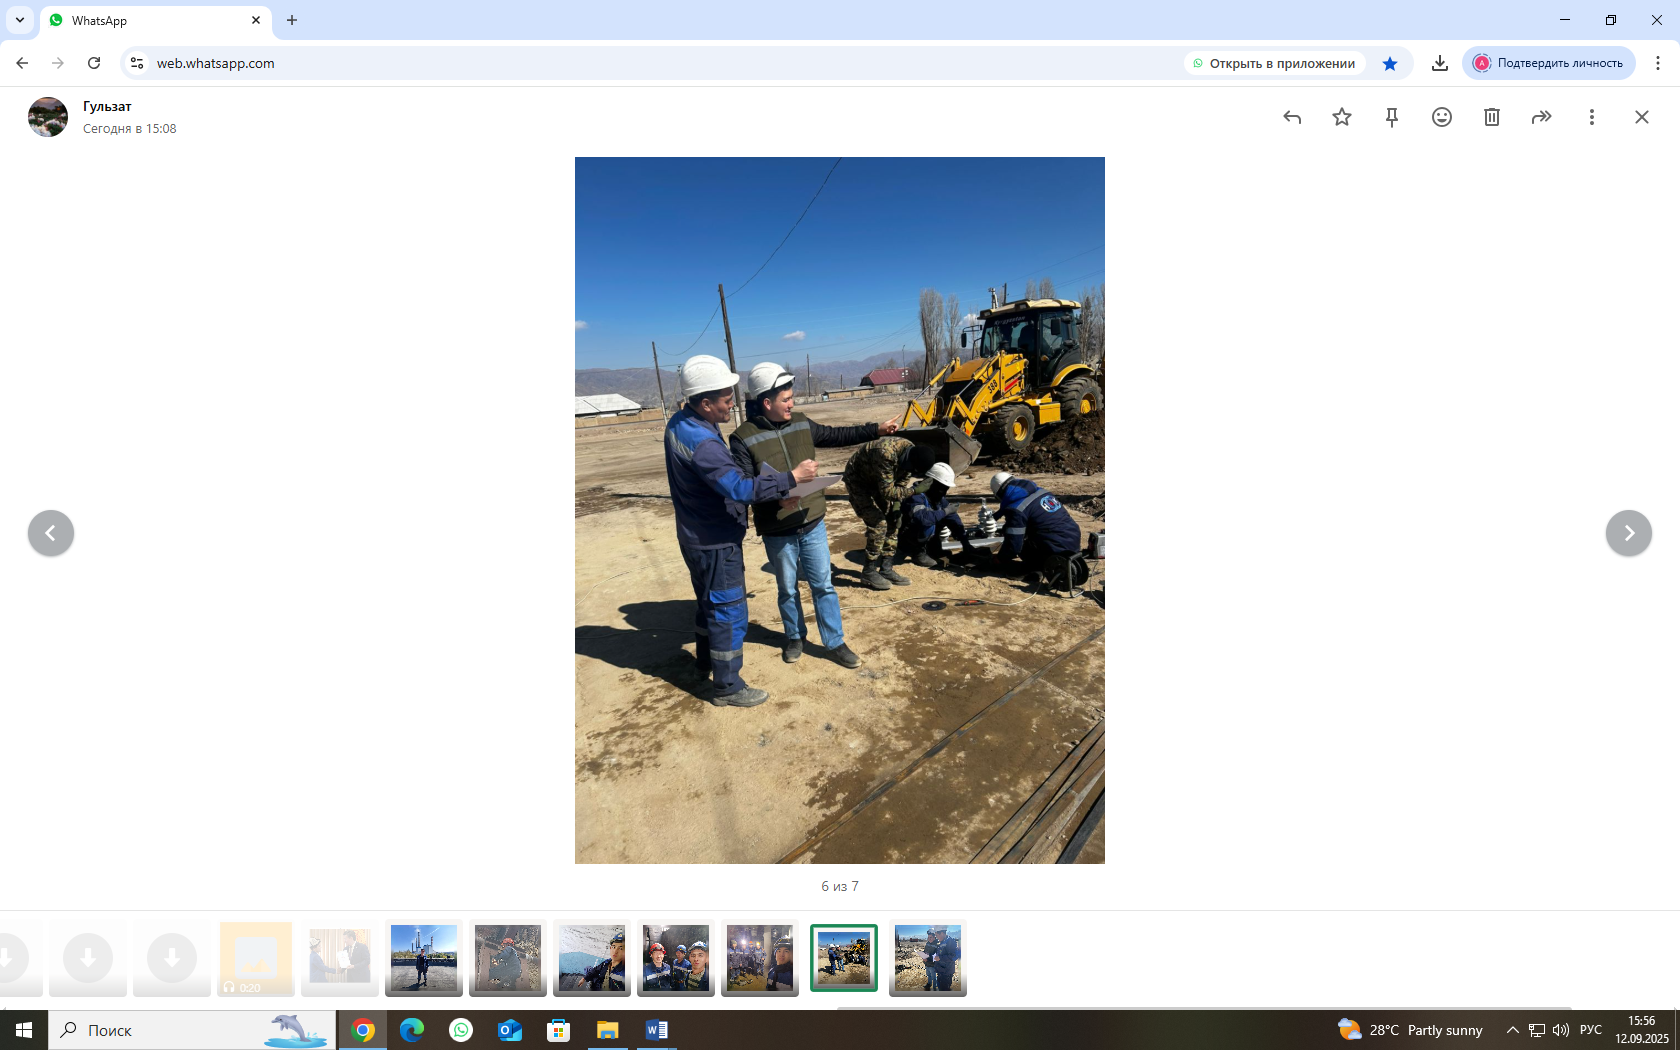 WhatsApp
web.whatsapp.com
Открыть в приложении
Подтвердить личность
Гульзат
Сегодня в 15:08
6 из 7
0:20
Поиск
28°C Partly sunny
РУС
15:56
12.09.2025